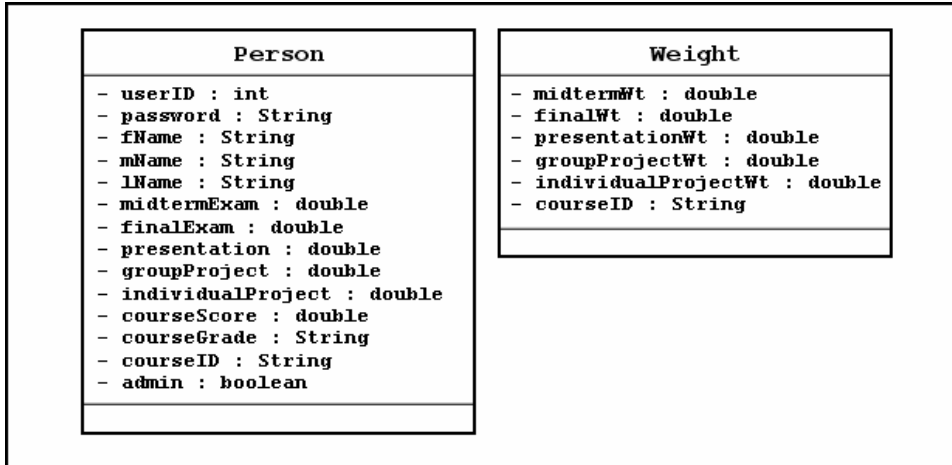 Person
- userID : int
- password : String
- fName : String
- mName : String
- lName : String
- midtermExam : double
- finalExam : double
- presentation : double
- groupProject : double
- individualProject : double
- courseScore : double
- courseGrade : String
- courseID : String
- admin : boolean
Weight
- midtermWt : double
- finalWt : double
- presentationWt : double
- groupProjectWt : double
- individualProjectWt : double
- courseID : String